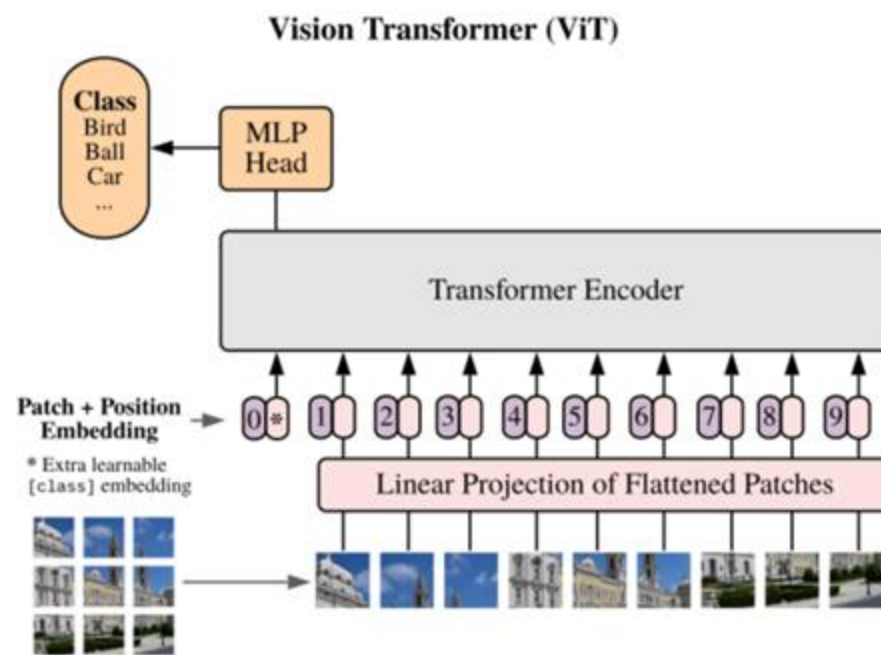 Vision Transformer (ViT)
Class
Bird
Ball
Car
...
MLP
Head
Transformer Encoder
Patch + Position
Embedding
0 * 1 2 3 4 5 6 7 8 9
* Extra learnable
[class] embedding
Linear Projection of Flattened Patches